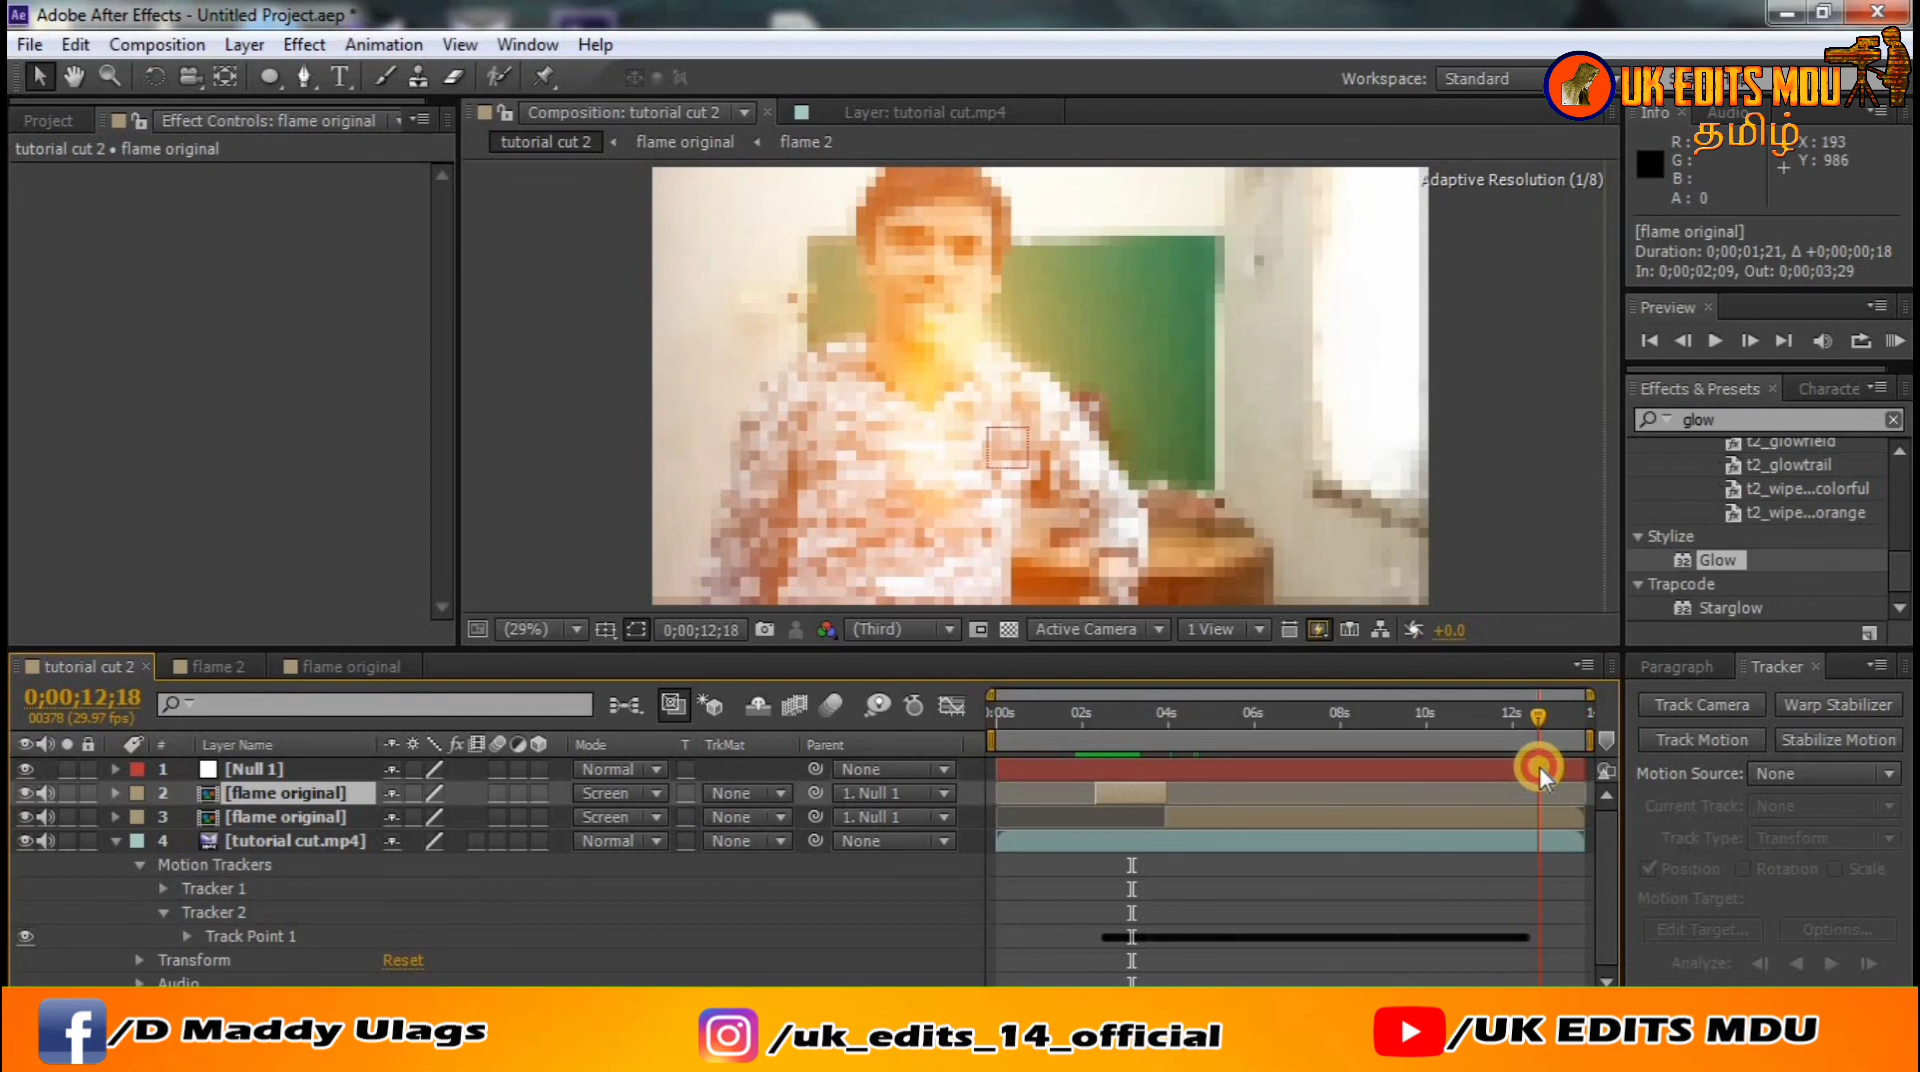 Adobe After Effects - Untitled Project.aep *
File Edit Composition Layer Effect Animation View Window Help
Workspace: Standard
UK EDITS MDU
தமிழ்
Project Effect Controls: flame original
tutorial cut 2 • flame original
Composition: tutorial cut 2 Layer: tutorial cut.mp4
tutorial cut 2 flame original flame 2
Adaptive Resolution (1/8)
Info Audio
R: X: 193
G: Y: 986
B:
A: 0
[flame original]
Duration: 0;00;01;21, Δ +0;00;00;18
In: 0;00;02;09, Out: 0;00;03;29
Preview
Effects & Presets Characte
glow
t2_glowfield
t2_glowtrail
t2_wipe...colorful
t2_wipe...orange
Stylize
32 Glow
Trapcode
32 Starglow
(29%) 0;00;12;18 (Third) Active Camera 1 View +0.0
tutorial cut 2 flame 2 flame original
0;00;12;18
00378 (29.97 fps)
:00s 02s 04s 06s 08s 10s 12s 1
# Layer Name Mode T TrkMat Parent
1 [Null 1] Normal None
2 [flame original] Screen None 1. Null 1
3 [flame original] Screen None 1. Null 1
4 [tutorial cut.mp4] Normal None None
Motion Trackers
Tracker 1
Tracker 2
Track Point 1
Transform Reset
Audio
Paragraph Tracker
Track Camera Warp Stabilizer
Track Motion Stabilize Motion
Motion Source: None
Current Track: None
Track Type: Transform
Position Rotation Scale
Motion Target:
Edit Target... Options...
Analyze:
/D Maddy Ulags /uk_edits_14_official /UK EDITS MDU